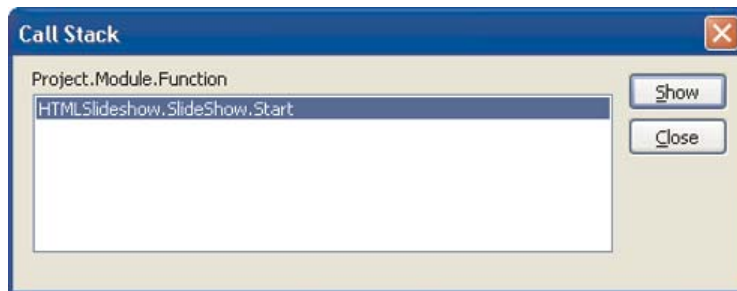 Call Stack
Project.Module.Function
HTMLSlideshow.SlideShow.Start
Show
Close